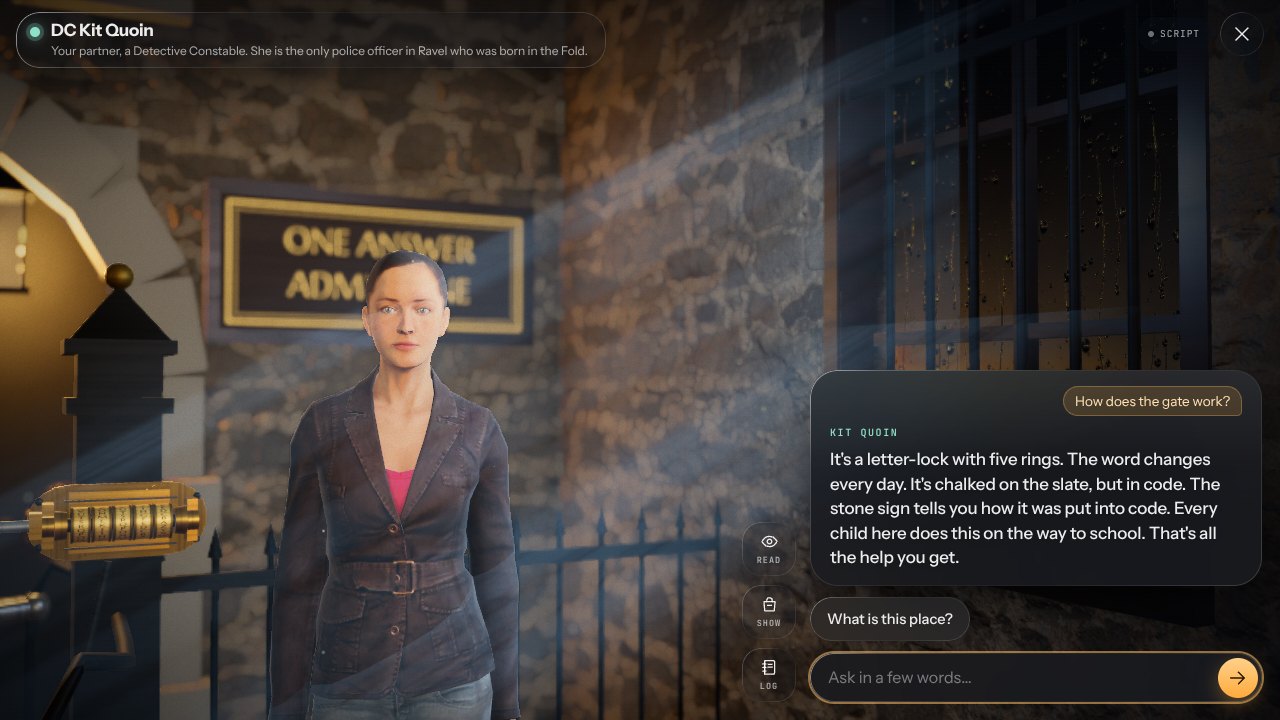 DC Kit Quoin
Your partner, a Detective Constable. She is the only police officer in Ravel who was born in the Fold.
SCRIPT
ONE ANSWER
How does the gate work?
KIT QUOIN
It's a letter-lock with five rings. The word changes
every day. It's chalked on the slate, but in code. The
stone sign tells you how it was put into code. Every
child here does this on the way to school. That's all
the help you get.
READ
What is this place?
SHOW
Ask in a few words...
LOG